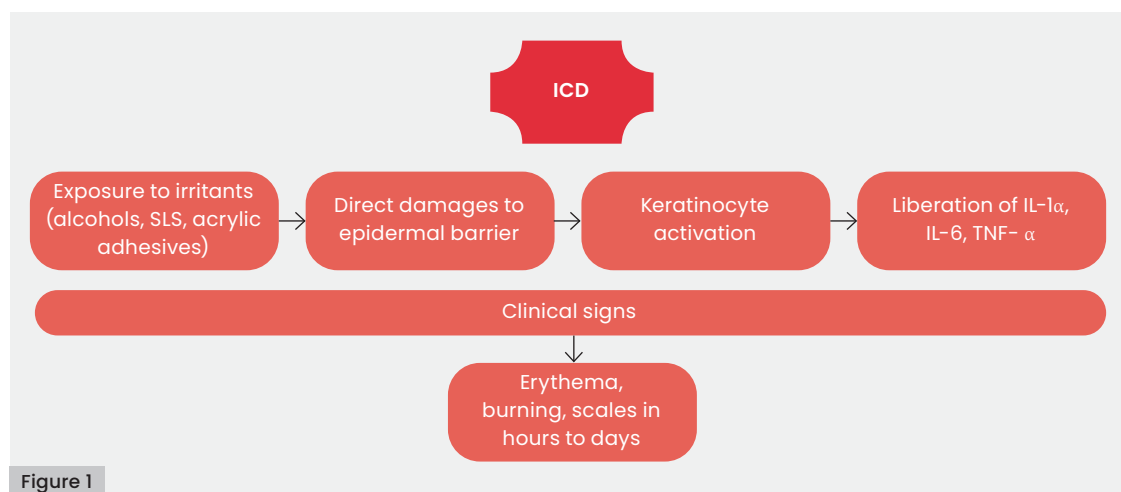 ICD
Exposure to irritants
(alcohols, SLS, acrylic
adhesives)
Direct damages to
epidermal barrier
Keratinocyte
activation
Liberation of IL-1α,
IL-6, TNF- α
Clinical signs
Erythema,
burning, scales in
hours to days
Figure 1